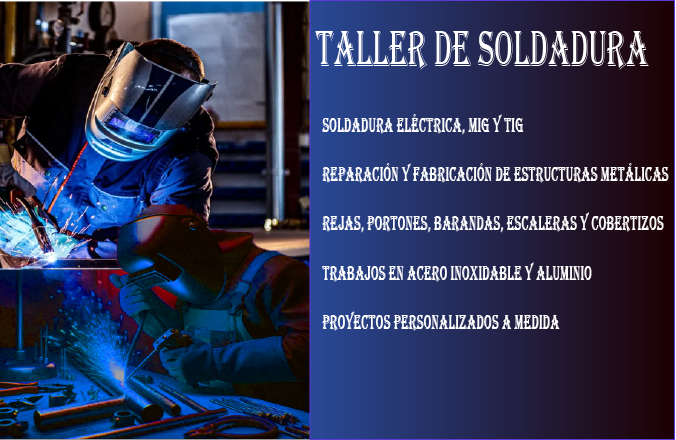 TALLER DE SOLDADURA
SOLDADURA ELÉCTRICA, MIG Y TIG
REPARACIÓN Y FABRICACIÓN DE ESTRUCTURAS METÁLICAS
REJAS, PORTONES, BARANDAS, ESCALERAS Y COBERTIZOS
TRABAJOS EN ACERO INOXIDABLE Y ALUMINIO
PROYECTOS PERSONALIZADOS A MEDIDA